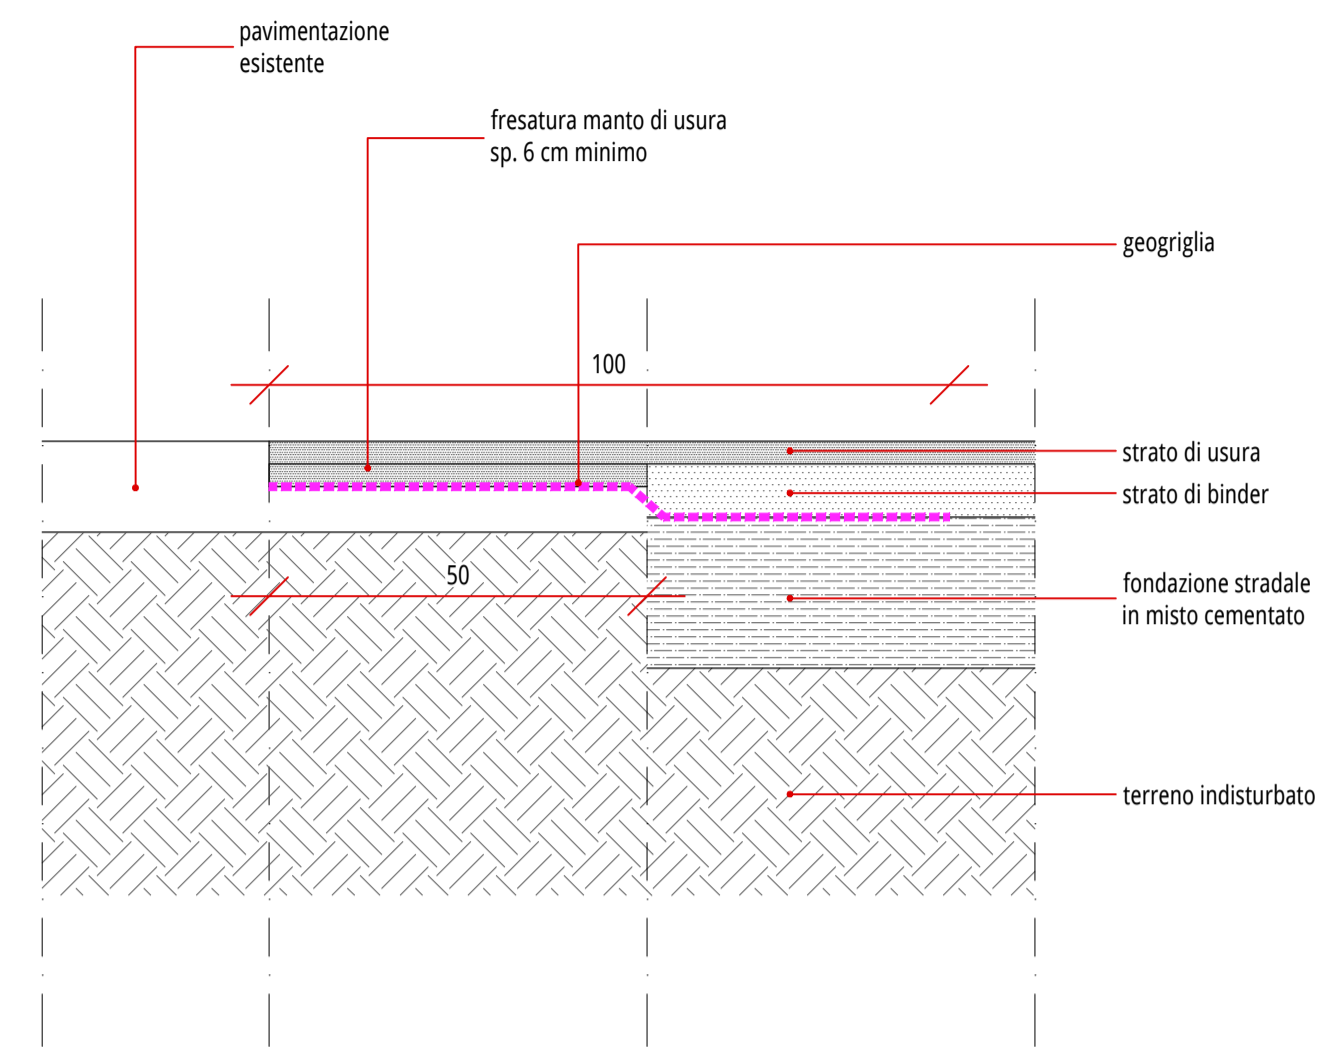 pavimentazione
esistente
fresatura manto di usura
sp. 6 cm minimo
geogriglia
100
strato di usura
strato di binder
50
fondazione stradale
in misto cementato
terreno indisturbato